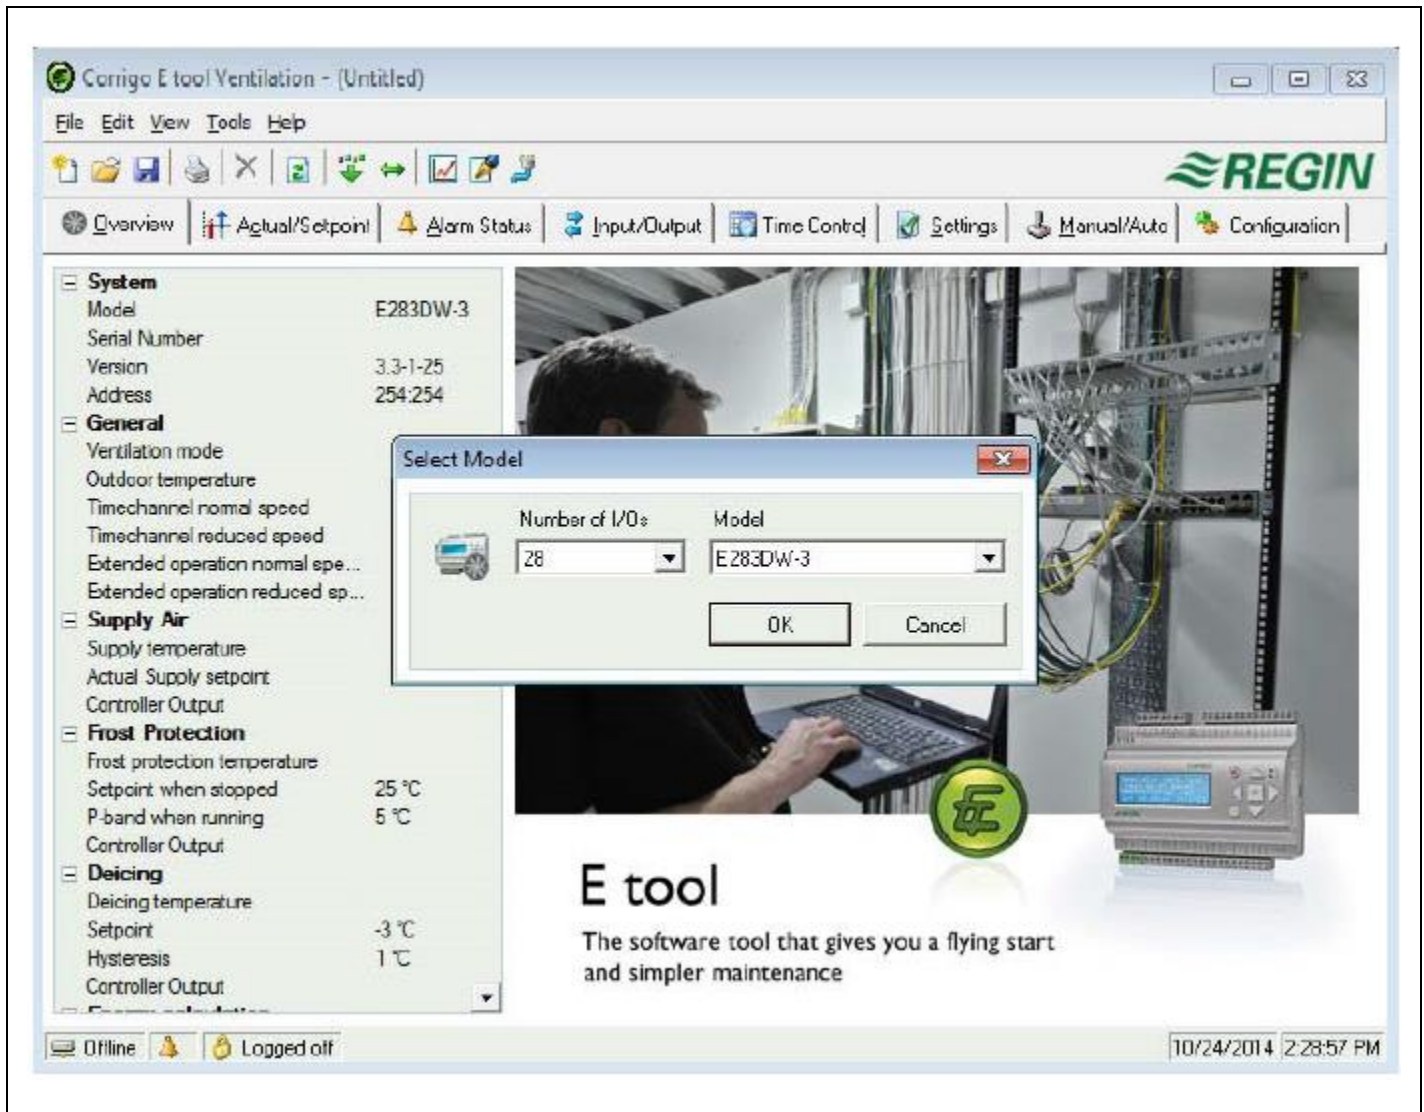 Corrigo E tool Ventilation - (Untitled)
File Edit View Tools Help
REGIN
Overview Actual/Setpoint Alarm Status Input/Output Time Control Settings Manual/Auto Configuration
System
Model E283DW-3
Serial Number
Version 3.3-1-25
Address 254:254
General
Ventilation mode
Outdoor temperature
Timechannel normal speed
Timechannel reduced speed
Extended operation normal spe...
Extended operation reduced sp...
Supply Air
Supply temperature
Actual Supply setpoint
Controller Output
Frost Protection
Frost protection temperature
Setpoint when stopped 25 °C
P-band when running 5 °C
Controller Output
Deicing
Deicing temperature
Setpoint -3 °C
Hysteresis 1 °C
Controller Output
Select Model
Number of I/Os Model
28 E283DW-3
OK Cancel
E tool
The software tool that gives you a flying start
and simpler maintenance
Offline Logged off 10/24/2014 2:28:57 PM